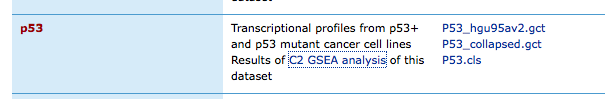 dataset
p53
Transcriptional profiles from p53+
and p53 mutant cancer cell lines
Results of C2 GSEA analysis of this
dataset
P53_hgu95av2.gct
P53_collapsed.gct
P53.cls